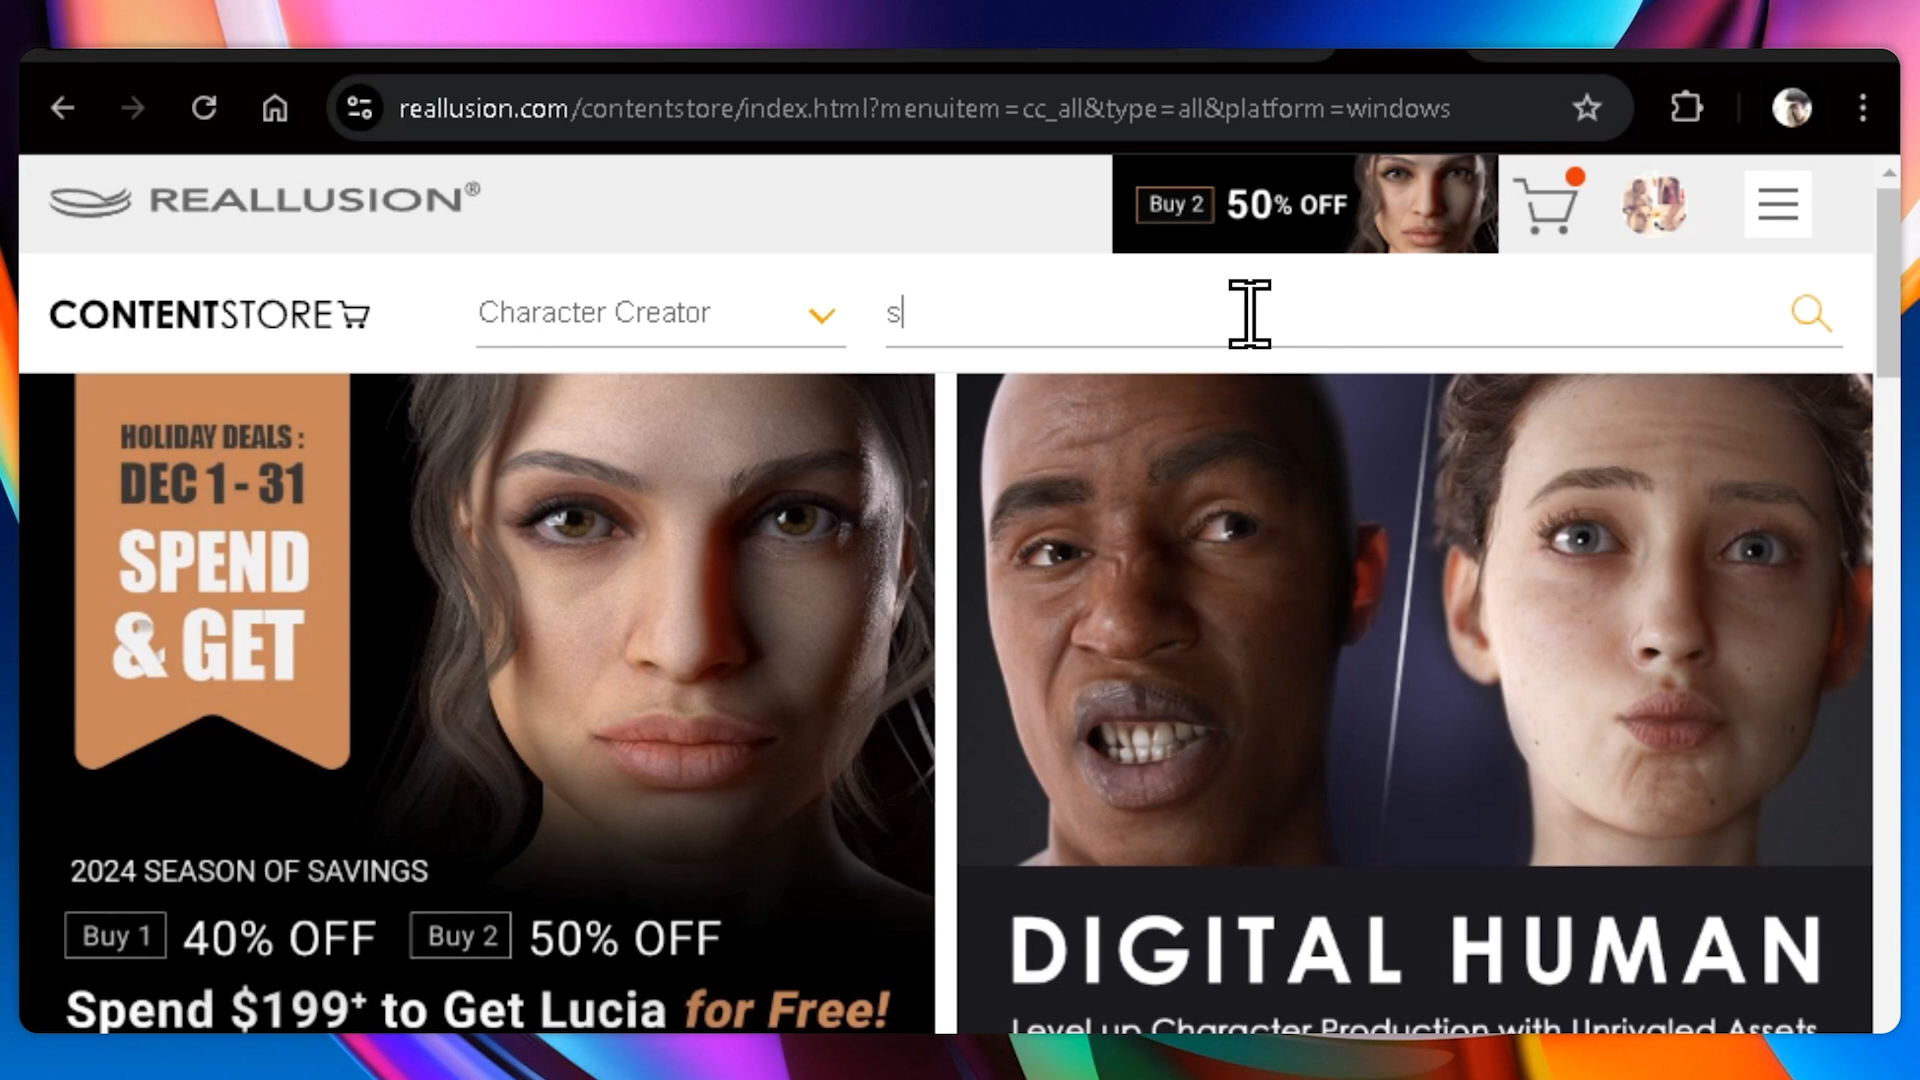 reallusion.com/contentstore/index.html?menuitem=cc_all&type=all&platform=windows
REALLUSION®
Buy 2 50% OFF
CONTENTSTORE
Character Creator
s
HOLIDAY DEALS :
DEC 1 - 31
SPEND
& GET
2024 SEASON OF SAVINGS
Buy 1 40% OFF Buy 2 50% OFF
Spend $199+ to Get Lucia for Free!
DIGITAL HUMAN
Level up Character Production with Unrivaled Assets